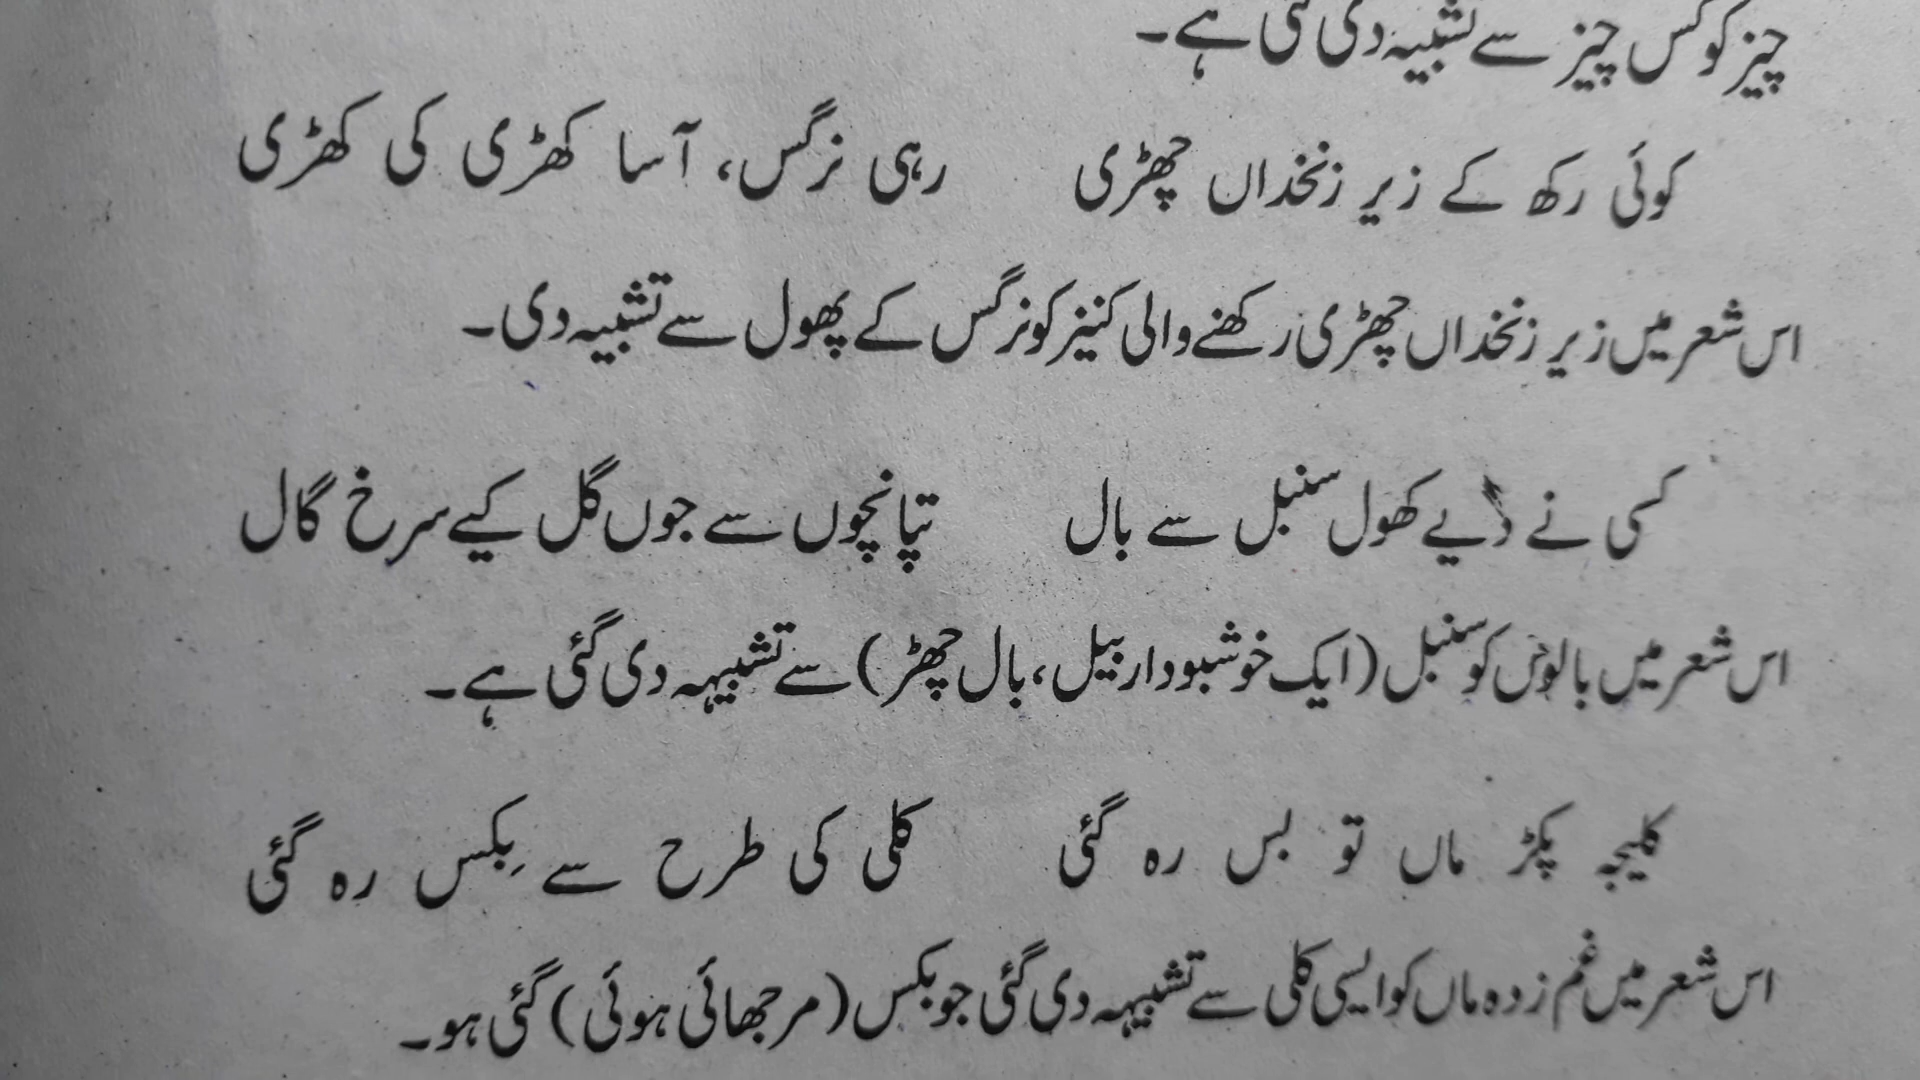 چیز کو کس چیز سے تشبیہ دی گئی ہے۔
کوئی رکھ کے زیر زنخداں چھڑی رہی نرگس، آسا کھڑی کی کھڑی
اس شعر میں زیر زنخداں چھڑی رکھنے والی کنیز کو نرگس کے پھول سے تشبیہ دی۔
کسی نے دیے کھول سنبل سے بال تپانچوں سے جوں گل کیے سرخ گال
اس شعر میں بالوں کو سنبل (ایک خوشبودار بیل، بال چھڑ) سے تشبیہہ دی گئی ہے۔
کلیجہ پکڑ ماں تو بس رہ گئی کلی کی طرح سے بِکس رہ گئی
اس شعر میں غم زدہ ماں کو ایسی کلی سے تشبیہہ دی گئی جو بکس (مرجھائی ہوئی) گئی ہو۔